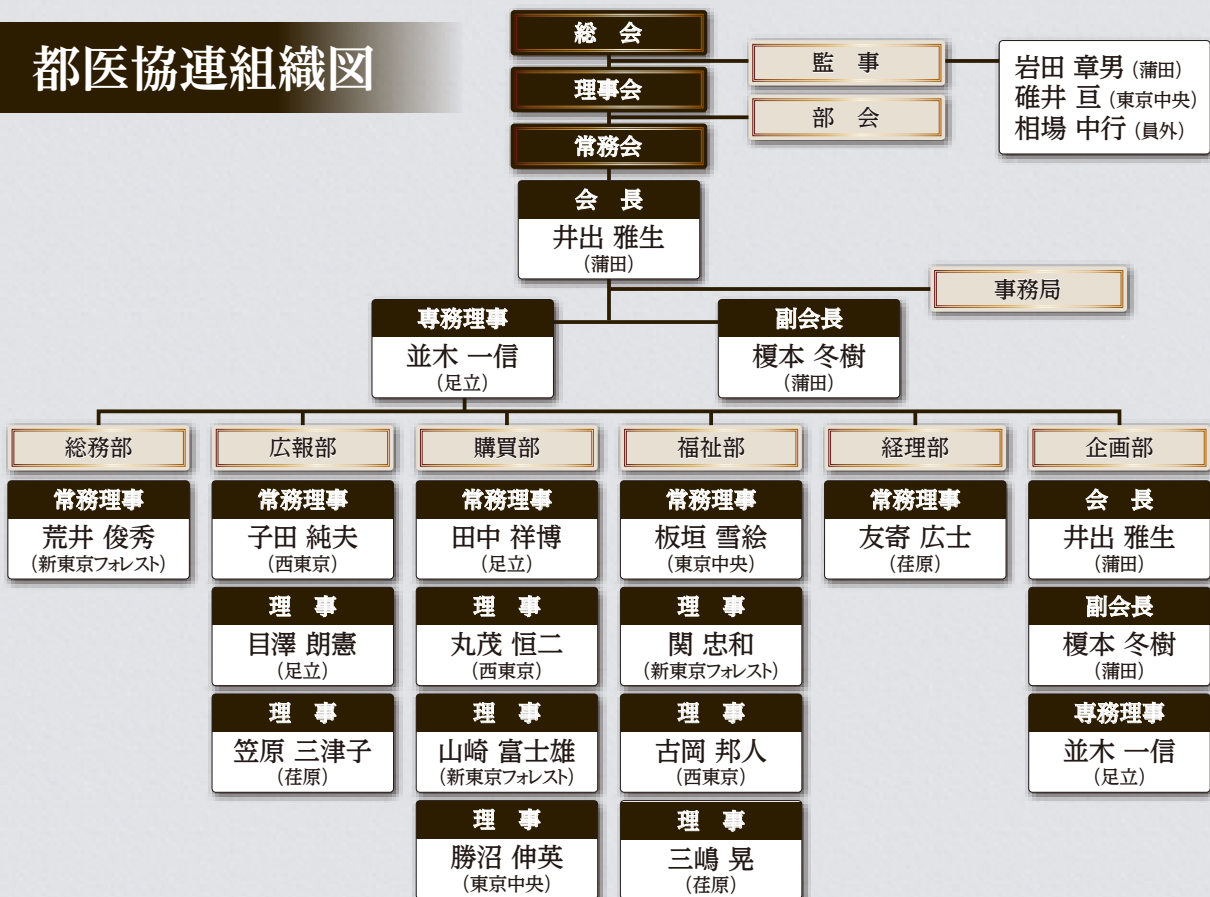 都医協連組織図
総 会
監 事
岩田 章男 (蒲田)
碓井 亘 (東京中央)
相場 中行 (員外)
理事会
部 会
常務会
会 長
井出 雅生
(蒲田)
事務局
専務理事
並木 一信
(足立)
副会長
榎本 冬樹
(蒲田)
総務部
常務理事
荒井 俊秀
(新東京フォレスト)
広報部
常務理事
子田 純夫
(西東京)
理 事
目澤 朗憲
(足立)
理 事
笠原 三津子
(荏原)
購買部
常務理事
田中 祥博
(足立)
理 事
丸茂 恒二
(西東京)
理 事
山崎 富士雄
(新東京フォレスト)
理 事
勝沼 伸英
(東京中央)
福祉部
常務理事
板垣 雪絵
(東京中央)
理 事
関 忠和
(新東京フォレスト)
理 事
古岡 邦人
(西東京)
理 事
三嶋 晃
(荏原)
経理部
常務理事
友寄 広士
(荏原)
企画部
会 長
井出 雅生
(蒲田)
副会長
榎本 冬樹
(蒲田)
専務理事
並木 一信
(足立)